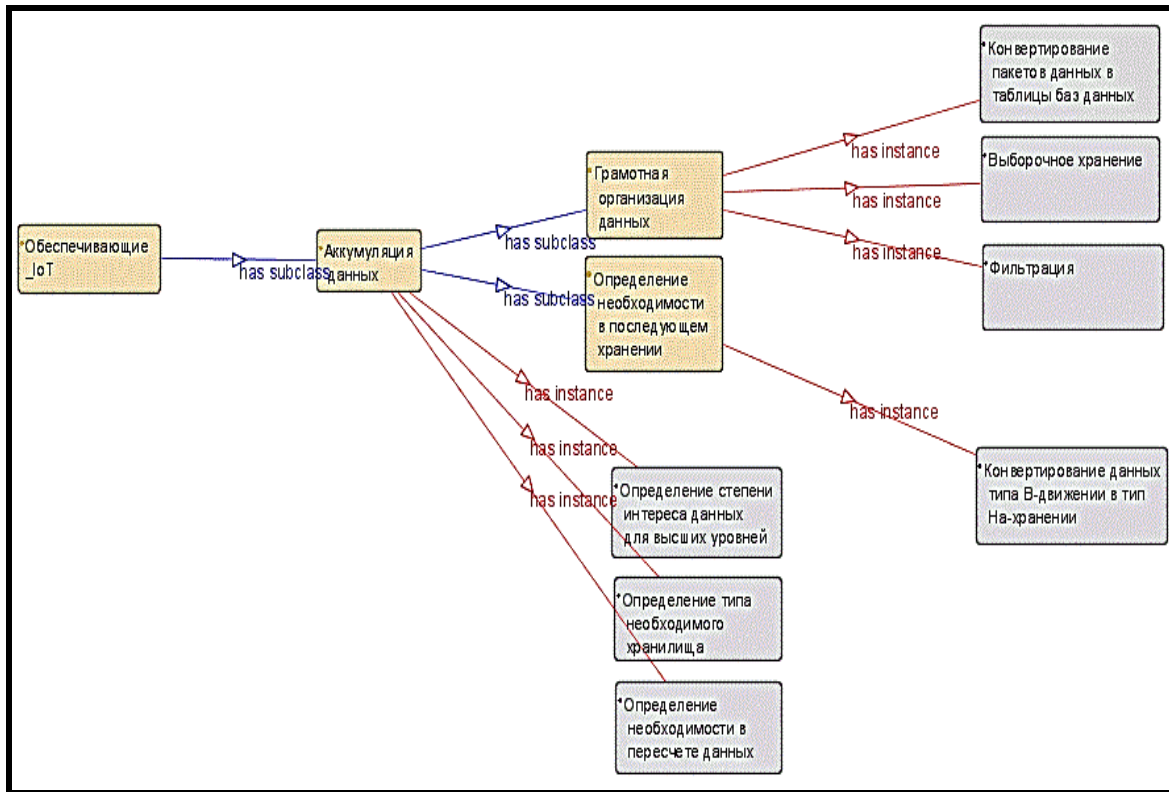 Обеспечивающие
_IoT
has subclass
Аккумуляция
данных
has subclass
has subclass
Грамотная
организация
данных
Определение
необходимости
в последующем
хранении
has instance
has instance
has instance
has instance
Конвертирование
пакетов данных в
таблицы баз данных
Выборочное хранение
Фильтрация
Конвертирование данных
типа В-движении в тип
На-хранении
has instance
has instance
has instance
Определение степени
интереса данных
для высших уровней
Определение типа
необходимого
хранилища
Определение
необходимости в
пересчете данных